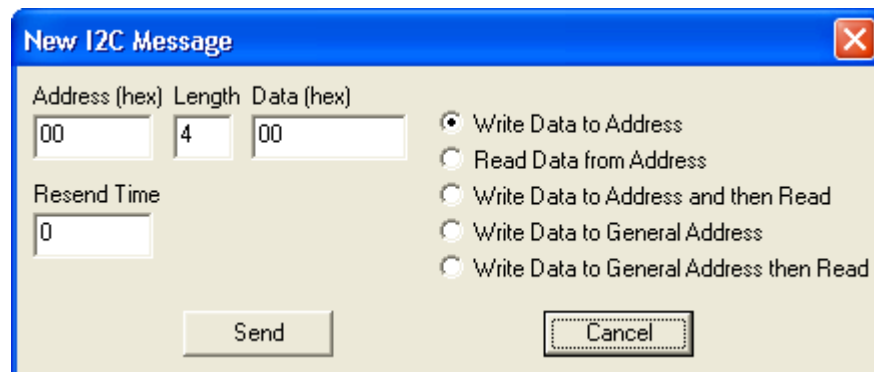 New I2C Message
Address (hex) Length Data (hex)
00 4 00
Resend Time
0
Write Data to Address
Read Data from Address
Write Data to Address and then Read
Write Data to General Address
Write Data to General Address then Read
Send Cancel